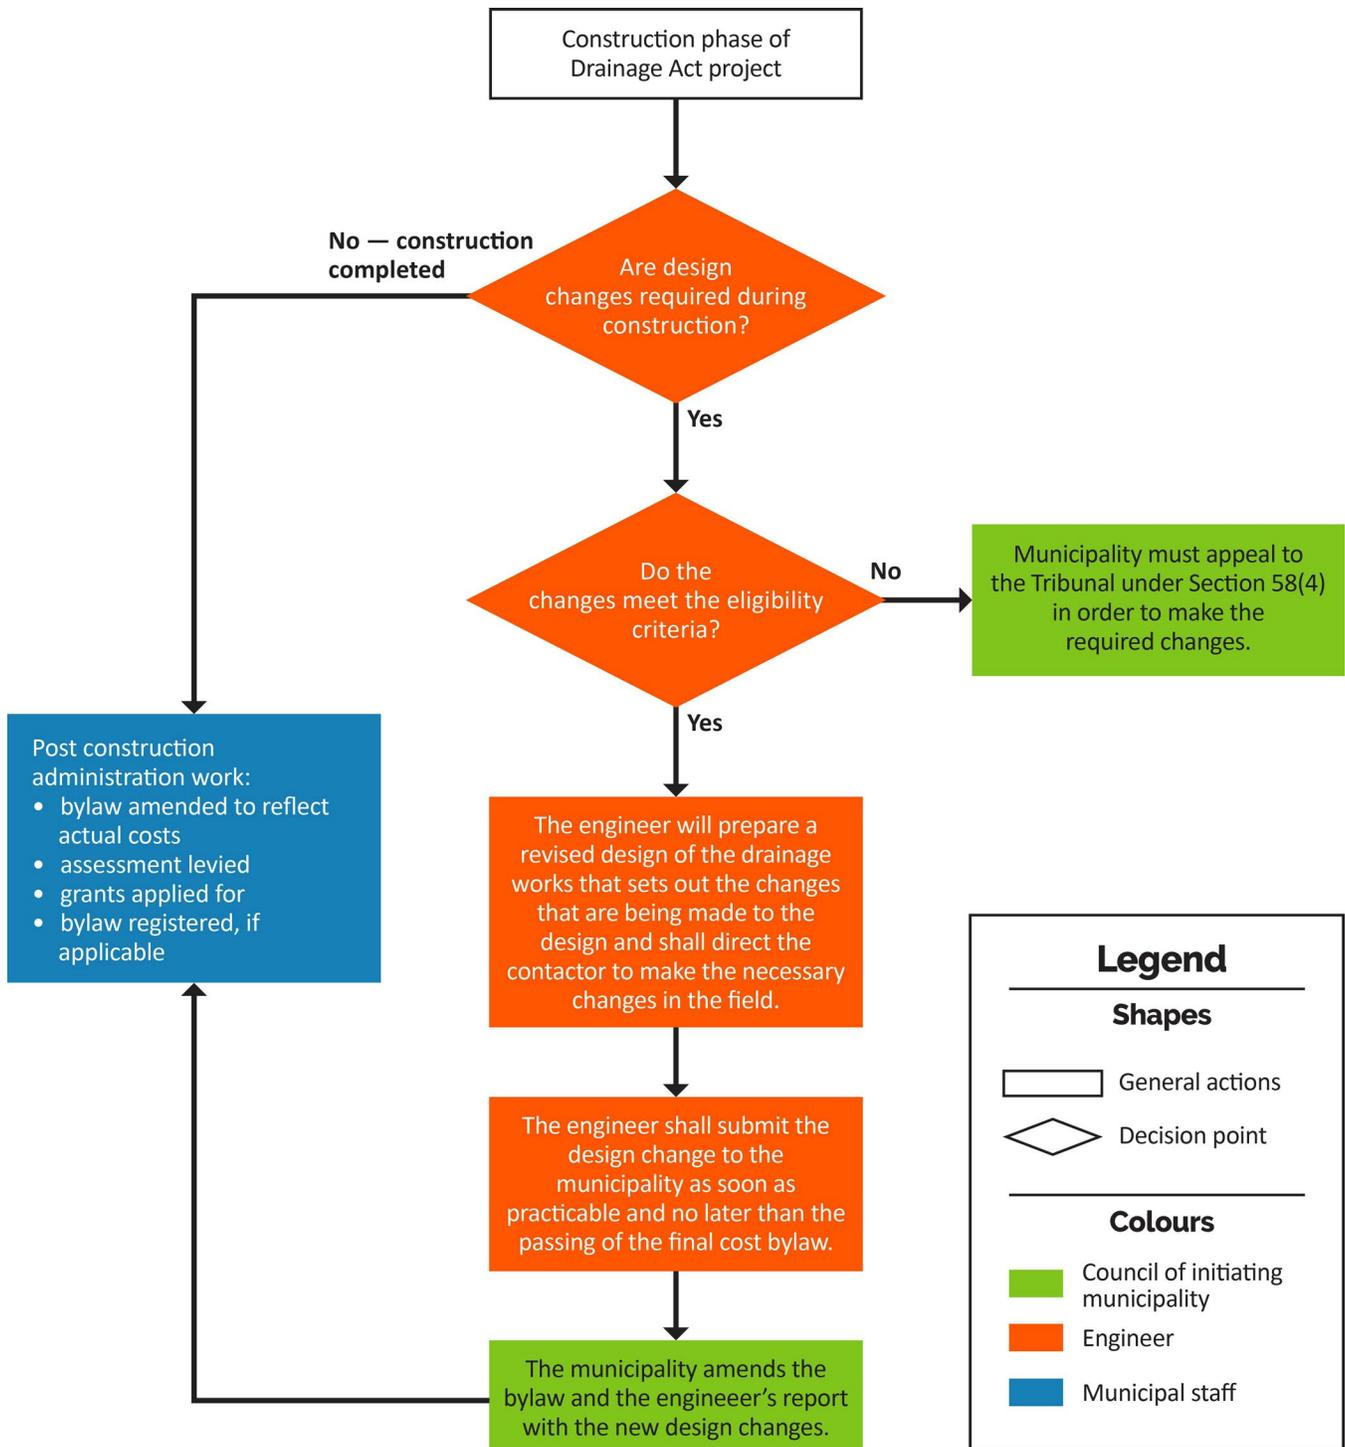 Construction phase of
Drainage Act project
No — construction
completed
Are design
changes required during
construction?
Yes
Do the
changes meet the eligibility
criteria?
No
Municipality must appeal to
the Tribunal under Section 58(4)
in order to make the
required changes.
Yes
Post construction
administration work:
• bylaw amended to reflect
actual costs
• assessment levied
• grants applied for
• bylaw registered, if
applicable
The engineer will prepare a
revised design of the drainage
works that sets out the changes
that are being made to the
design and shall direct the
contactor to make the necessary
changes in the field.
The engineer shall submit the
design change to the
municipality as soon as
practicable and no later than the
passing of the final cost bylaw.
The municipality amends the
bylaw and the engineeer’s report
with the new design changes.
Legend
Shapes
General actions
Decision point
Colours
Council of initiating
municipality
Engineer
Municipal staff